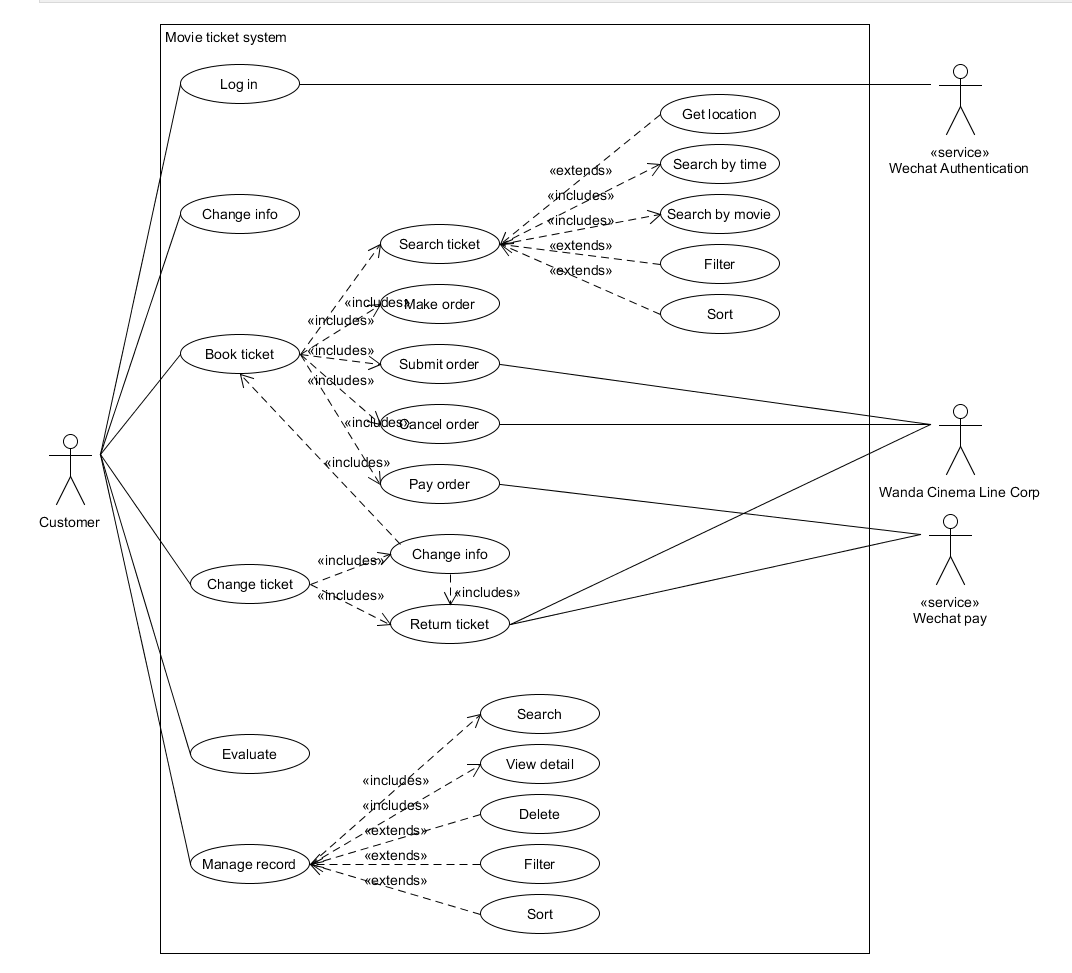 Movie ticket system
Log in
Get location
«service»
Wechat Authentication
«extends»
Search by time
«includes»
Change info
«includes»
Search by movie
Search ticket
«extends»
Filter
«extends»
«includes»
Make order
«includes»
Sort
Book ticket
«includes»
Submit order
«includes»
«includes»
Cancel order
«includes»
Pay order
Wanda Cinema Line Corp
Customer
Change info
«includes»
Change ticket
«includes»
«includes»
Return ticket
«service»
Wechat pay
Search
Evaluate
View detail
«includes»
«includes»
Delete
«extends»
«extends»
Manage record
Filter
«extends»
Sort